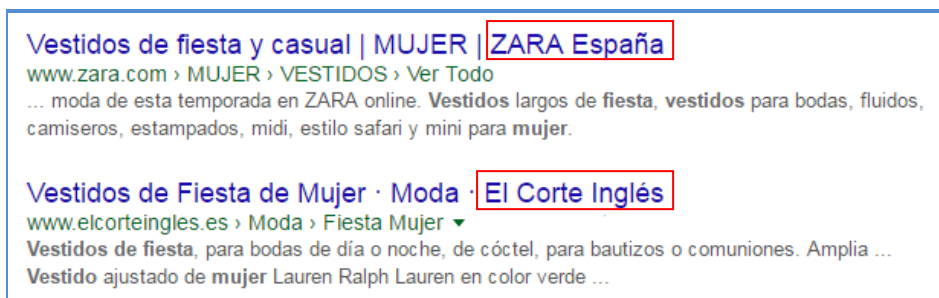 Vestidos de fiesta y casual | MUJER | ZARA España
www.zara.com › MUJER › VESTIDOS › Ver Todo
... moda de esta temporada en ZARA online. Vestidos largos de fiesta, vestidos para bodas, fluidos,
camiseros, estampados, midi, estilo safari y mini para mujer.
Vestidos de Fiesta de Mujer · Moda · El Corte Inglés
www.elcorteingles.es › Moda › Fiesta Mujer ▼
Vestidos de fiesta, para bodas de día o noche, de cóctel, para bautizos o comuniones. Amplia ...
Vestido ajustado de mujer Lauren Ralph Lauren en color verde ...